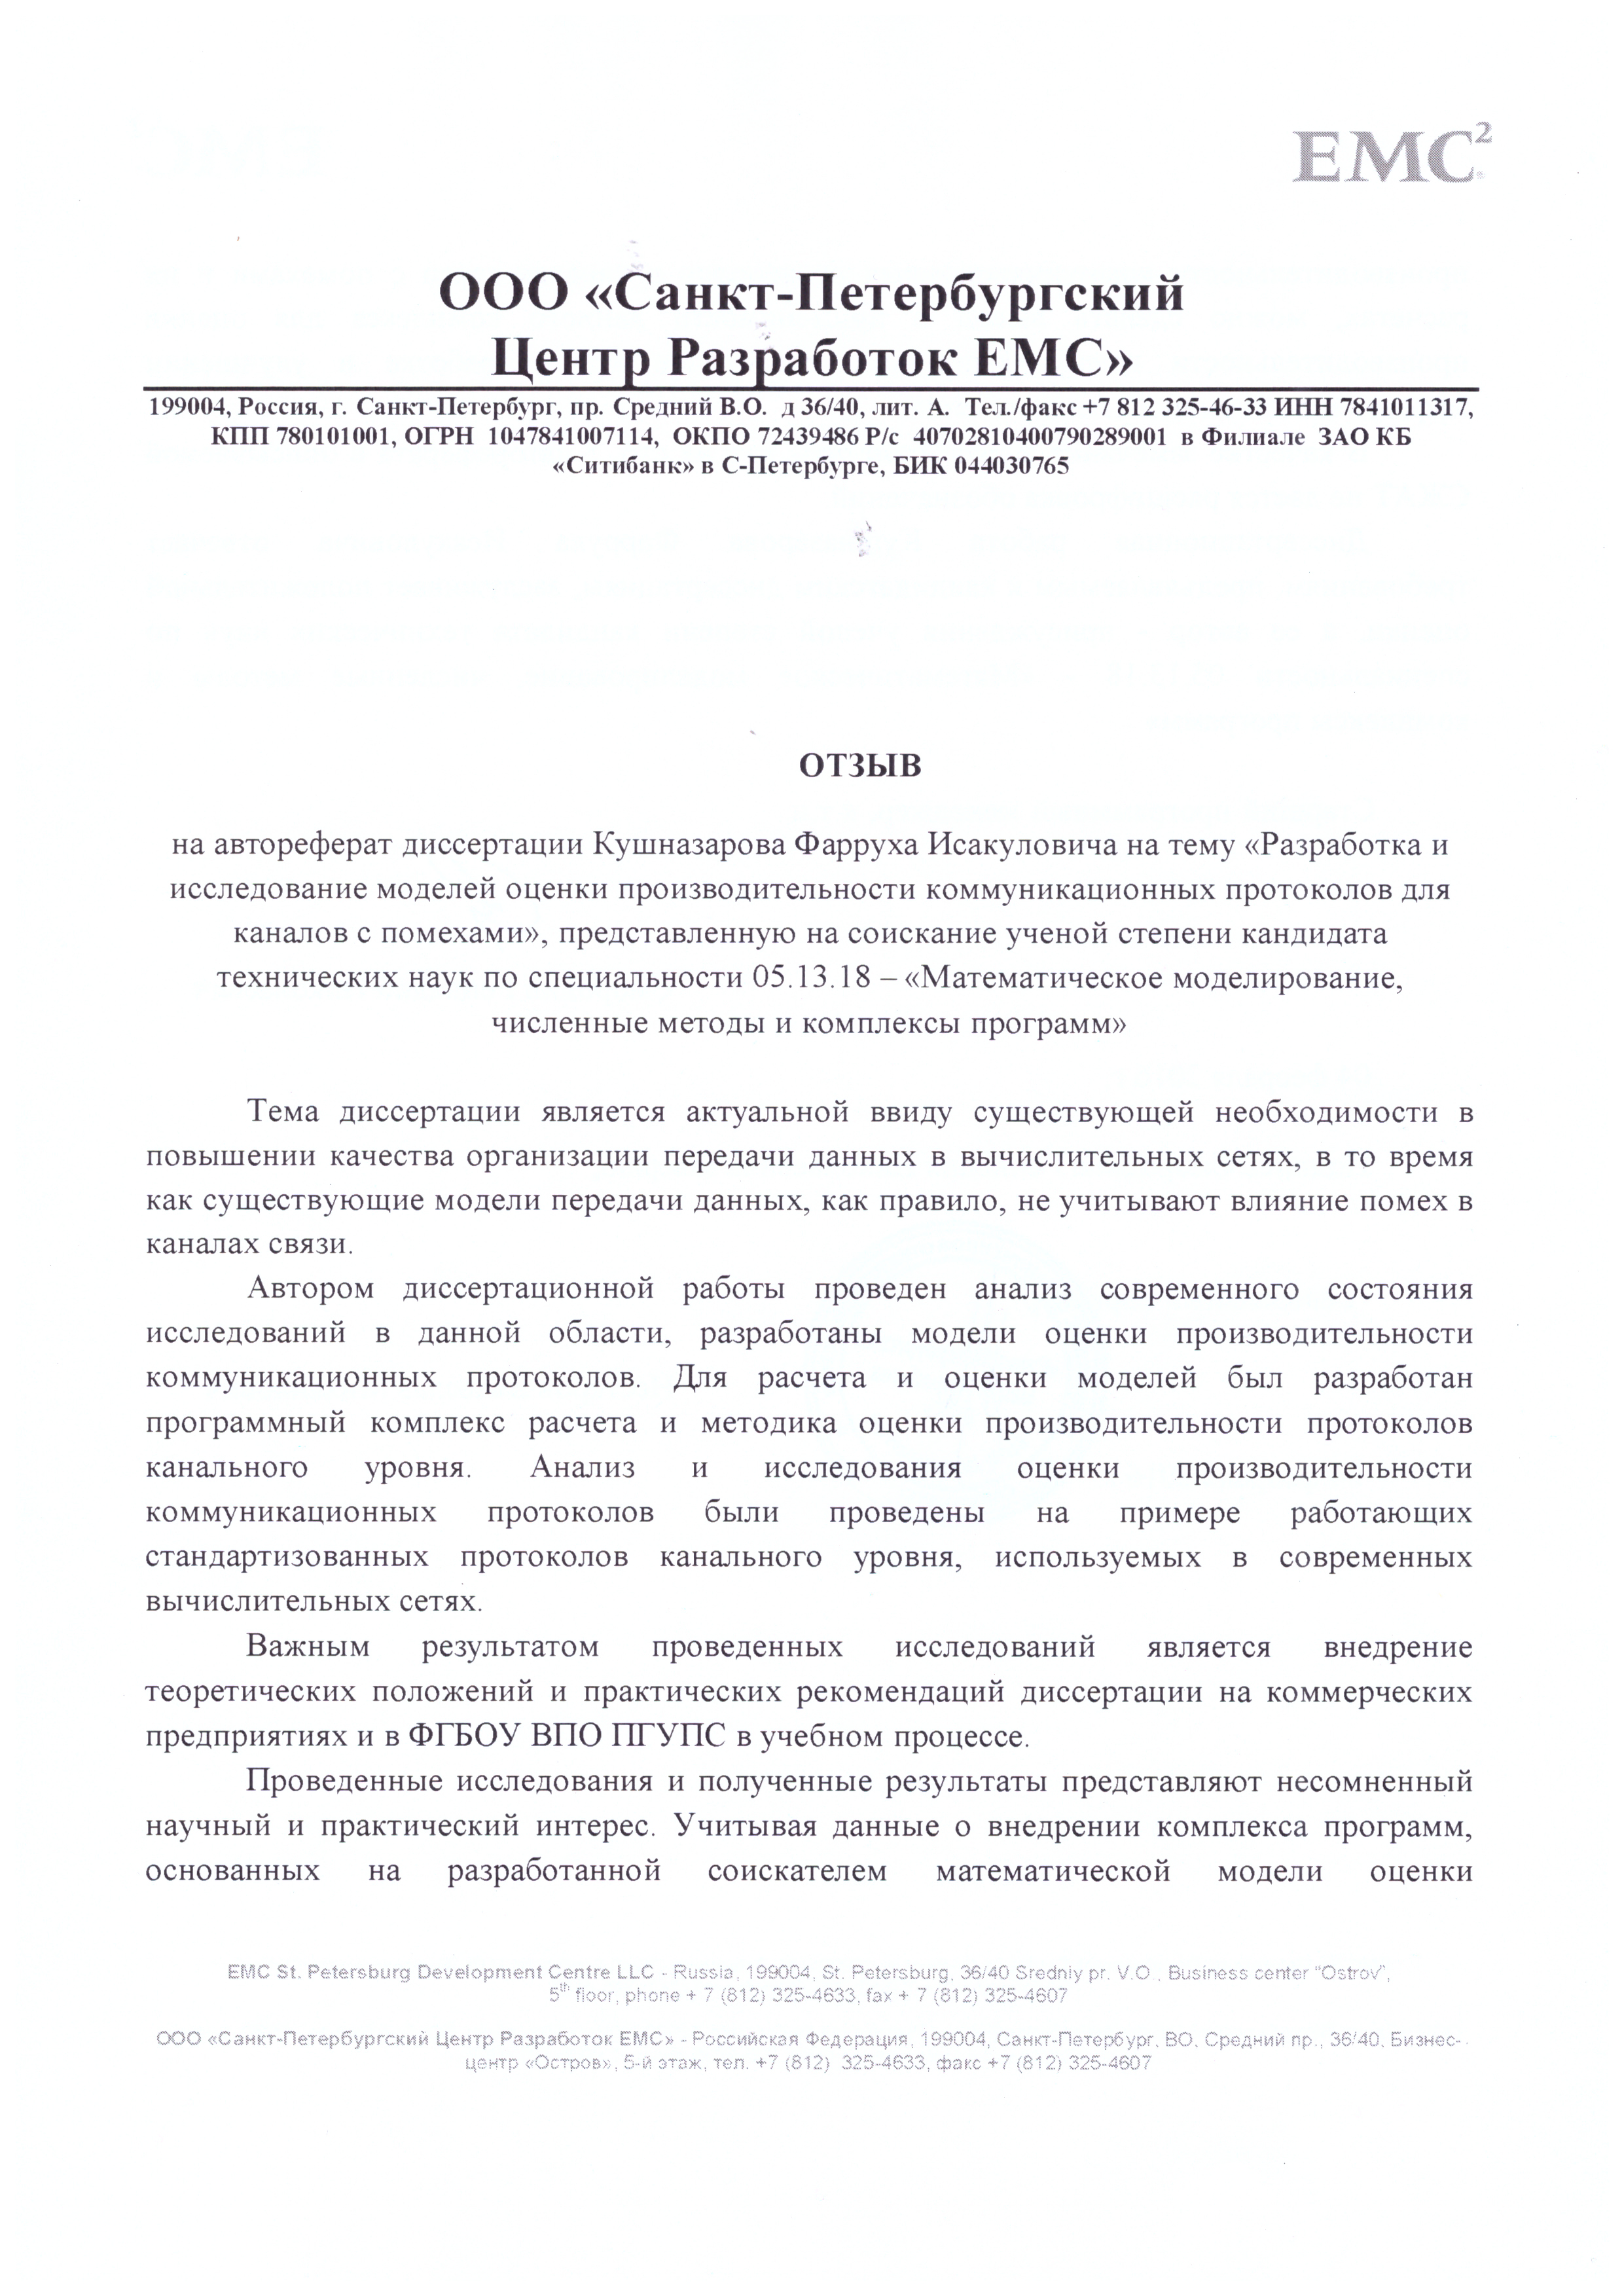 EMC²
ООО «Санкт-Петербургский
Центр Разработок ЕМС»
199004, Россия, г. Санкт-Петербург, пр. Средний В.О. д 36/40, лит. А. Тел./факс +7 812 325-46-33 ИНН 7841011317,
КПП 780101001, ОГРН 1047841007114, ОКПО 72439486 Р/с 40702810400790289001 в Филиале ЗАО КБ
«Ситибанк» в С-Петербурге, БИК 044030765
ОТЗЫВ
на автореферат диссертации Кушназарова Фарруха Исакуловича на тему «Разработка и
исследование моделей оценки производительности коммуникационных протоколов для
каналов с помехами», представленную на соискание ученой степени кандидата
технических наук по специальности 05.13.18 – «Математическое моделирование,
численные методы и комплексы программ»
Тема диссертации является актуальной ввиду существующей необходимости в
повышении качества организации передачи данных в вычислительных сетях, в то время
как существующие модели передачи данных, как правило, не учитывают влияние помех в
каналах связи.
Автором диссертационной работы проведен анализ современного состояния
исследований в данной области, разработаны модели оценки производительности
коммуникационных протоколов. Для расчета и оценки моделей был разработан
программный комплекс расчета и методика оценки производительности протоколов
канального уровня. Анализ и исследования оценки производительности
коммуникационных протоколов были проведены на примере работающих
стандартизованных протоколов канального уровня, используемых в современных
вычислительных сетях.
Важным результатом проведенных исследований является внедрение
теоретических положений и практических рекомендаций диссертации на коммерческих
предприятиях и в ФГБОУ ВПО ПГУПС в учебном процессе.
Проведенные исследования и полученные результаты представляют несомненный
научный и практический интерес. Учитывая данные о внедрении комплекса программ,
основанных на разработанной соискателем математической модели оценки
EMC St. Petersburg Development Centre LLC - Russia, 199004, St. Petersburg, 36/40 Sredniy pr. V.O , Business center "Ostrov",
5th floor, phone + 7 (812) 325-4633, fax + 7 (812) 325-4607
ООО «Санкт-Петербургский Центр Разработок ЕМС» - Российская Федерация, 199004, Санкт-Петербург, ВО, Средний пр., 36/40, Бизнес-
центр «Остров», 5-й этаж, тел. +7 (812) 325-4633, факс +7 (812) 325-4607